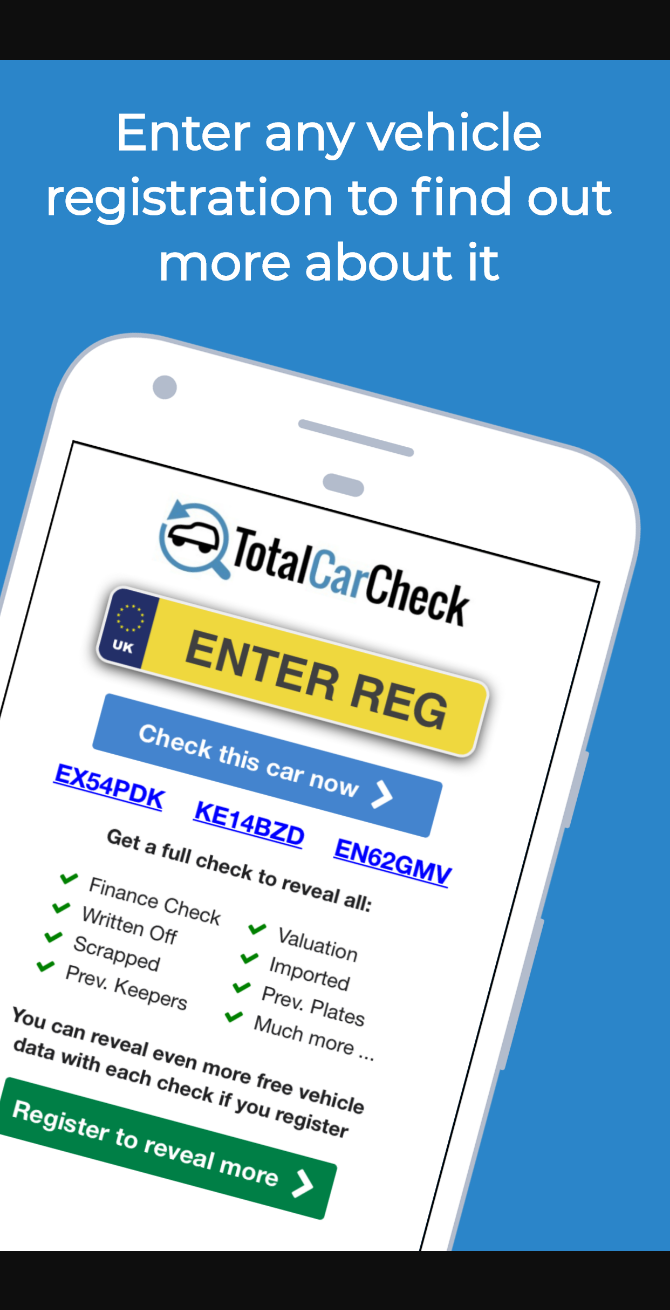 Enter any vehicle
registration to find out
more about it
TotalCarCheck
UK
ENTER REG
Check this car now
EX54PDK KE14BZD EN62GMV
Get a full check to reveal all:
Finance Check
Written Off
Scrapped
Prev. Keepers
Valuation
Imported
Prev. Plates
Much more ...
You can reveal even more free vehicle
data with each check if you register
Register to reveal more